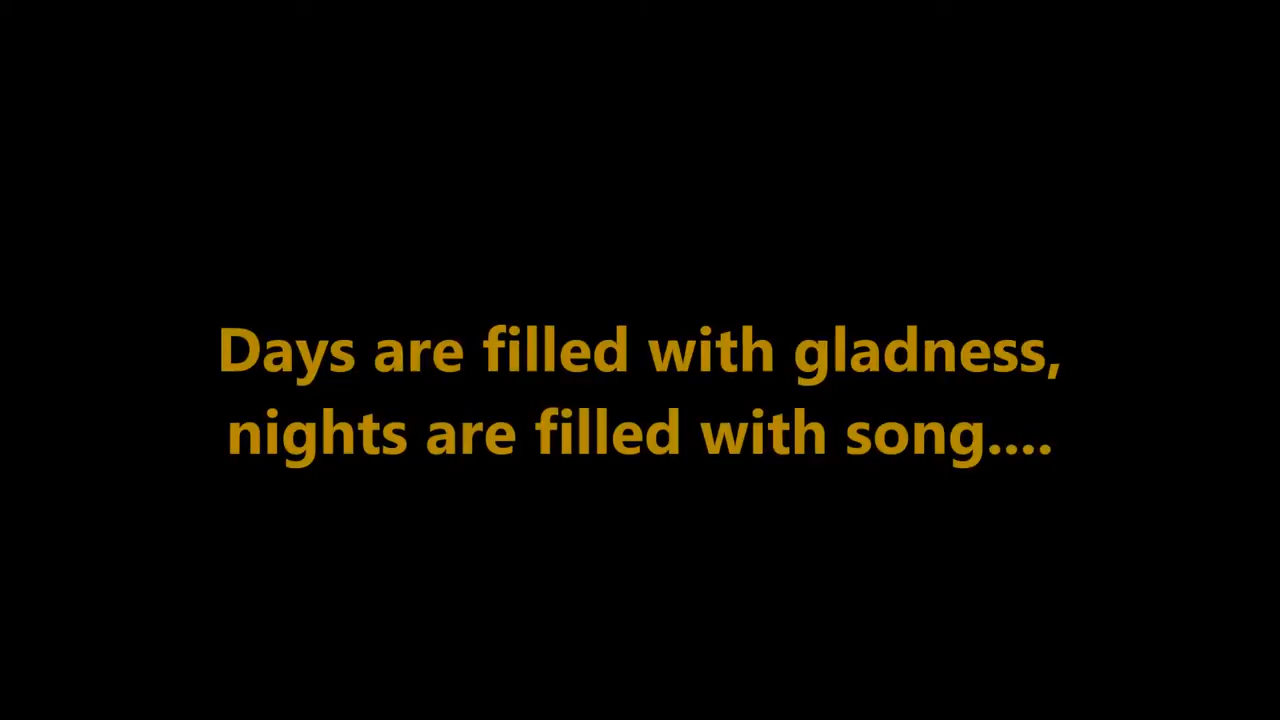 Days are filled with gladness,
nights are filled with song....